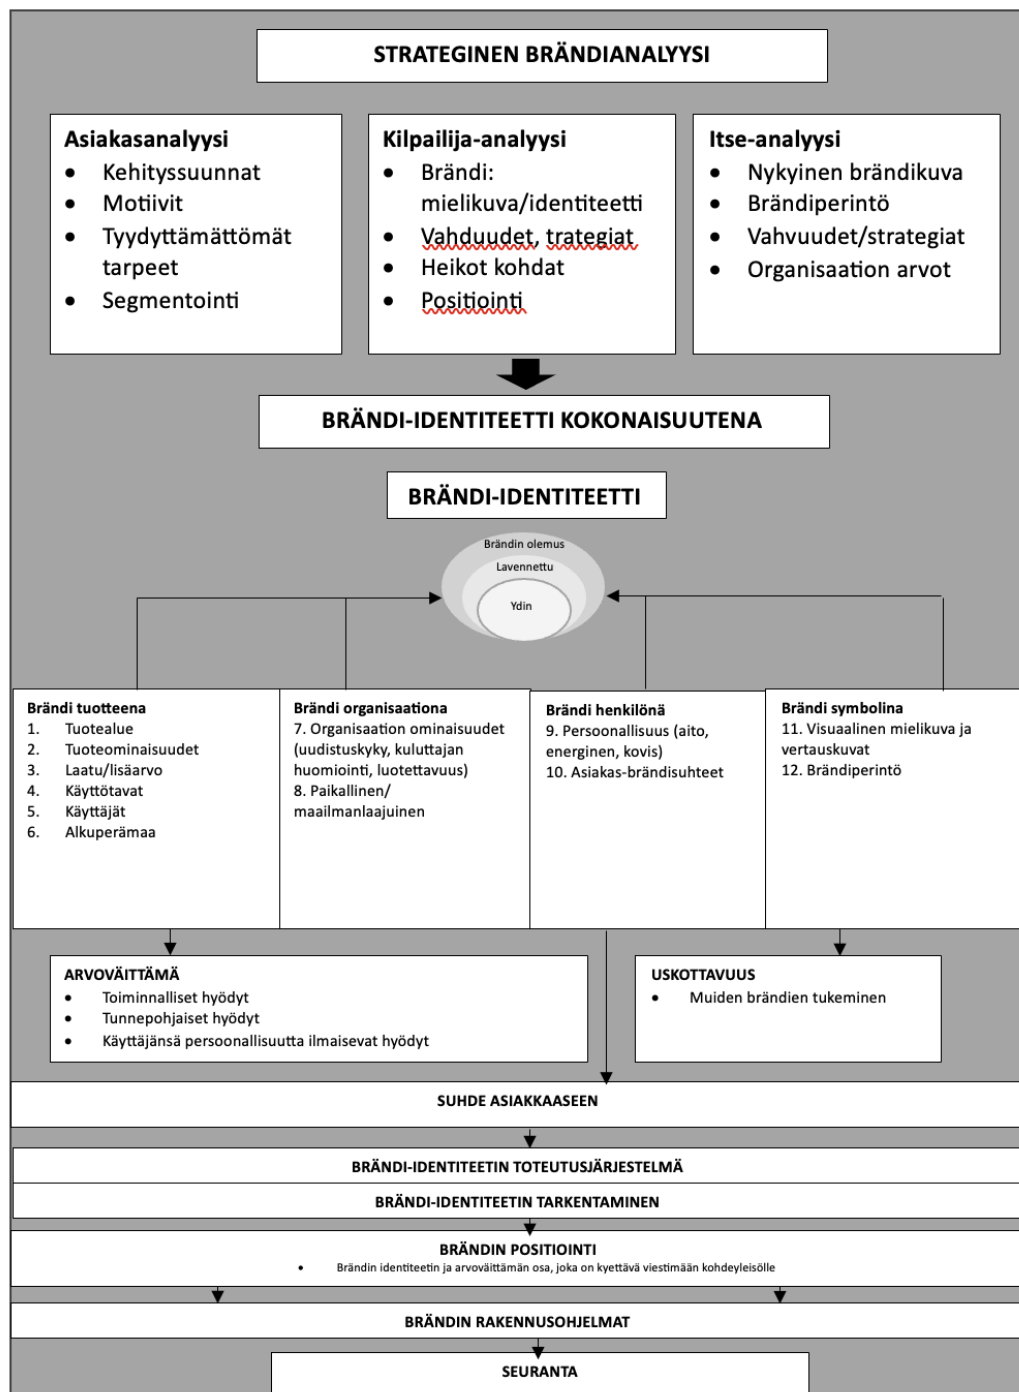 STRATEGINEN BRÄNDIANALYYSI
Asiakasanalyysi
• Kehityssuunnat
• Motiivit
• Tyydyttämättömät
tarpeet
• Segmentointi
Kilpailija-analyysi
• Brändi:
mielikuva/identiteetti
• Vahduudet, trategiat
• Heikot kohdat
• Positiointi
Itse-analyysi
• Nykyinen brändikuva
• Brändiperintö
• Vahvuudet/strategiat
• Organisaation arvot
BRÄNDI-IDENTITEETTI KOKONAISUUTENA
BRÄNDI-IDENTITEETTI
Brändin olemus
Lavennettu
Ydin
Brändi tuotteena
1. Tuotealue
2. Tuoteominaisuudet
3. Laatu/lisäarvo
4. Käyttötavat
5. Käyttäjät
6. Alkuperämaa
Brändi organisaationa
7. Organisaation ominaisuudet
(uudistuskyky, kuluttajan
huomiointi, luotettavuus)
8. Paikallinen/
maailmanlaajuinen
Brändi henkilönä
9. Persoonallisuus (aito,
energinen, kovis)
10. Asiakas-brändisuhteet
Brändi symbolina
11. Visuaalinen mielikuva ja
vertauskuvat
12. Brändiperintö
ARVOVÄITTÄMÄ
• Toiminnalliset hyödyt
• Tunnepohjaiset hyödyt
• Käyttäjänsä persoonallisuutta ilmaisevat hyödyt
USKOTTAVUUS
• Muiden brändien tukeminen
SUHDE ASIAKKAASEEN
BRÄNDI-IDENTITEETIN TOTEUTUSJÄRJESTELMÄ
BRÄNDI-IDENTITEETIN TARKENTAMINEN
BRÄNDIN POSITIOINTI
• Brändin identiteetin ja arvoväittämän osa, joka on kyettävä viestimään kohdeyleisölle
BRÄNDIN RAKENNUSOHJELMAT
SEURANTA